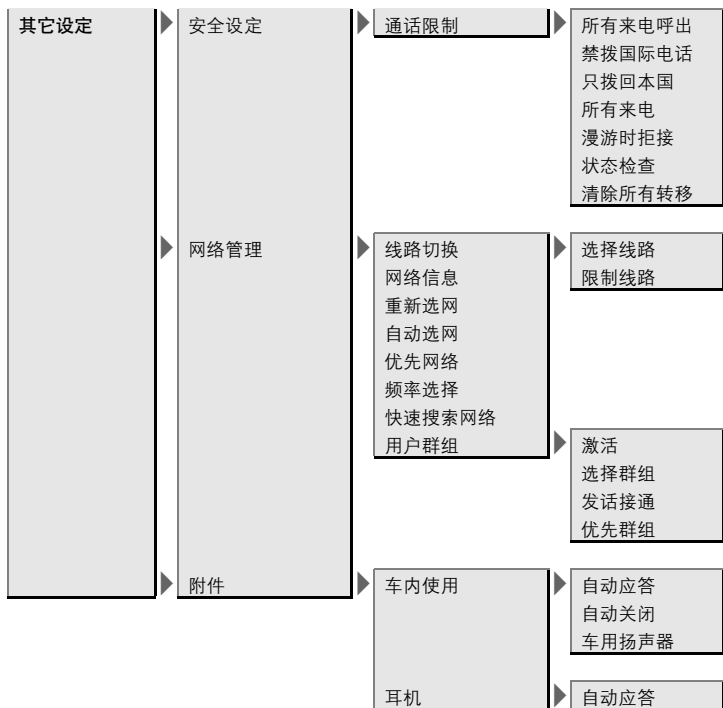 其它设定
安全设定
通话限制
所有来电呼出
禁拨国际电话
只拨回本国
所有来电
漫游时拒接
状态检查
清除所有转移
网络管理
线路切换
选择线路
网络信息
限制线路
重新选网
自动选网
优先网络
频率选择
快速搜索网络
用户群组
激活
选择群组
发话接通
优先群组
附件
车内使用
自动应答
自动关闭
车用扬声器
耳机
自动应答